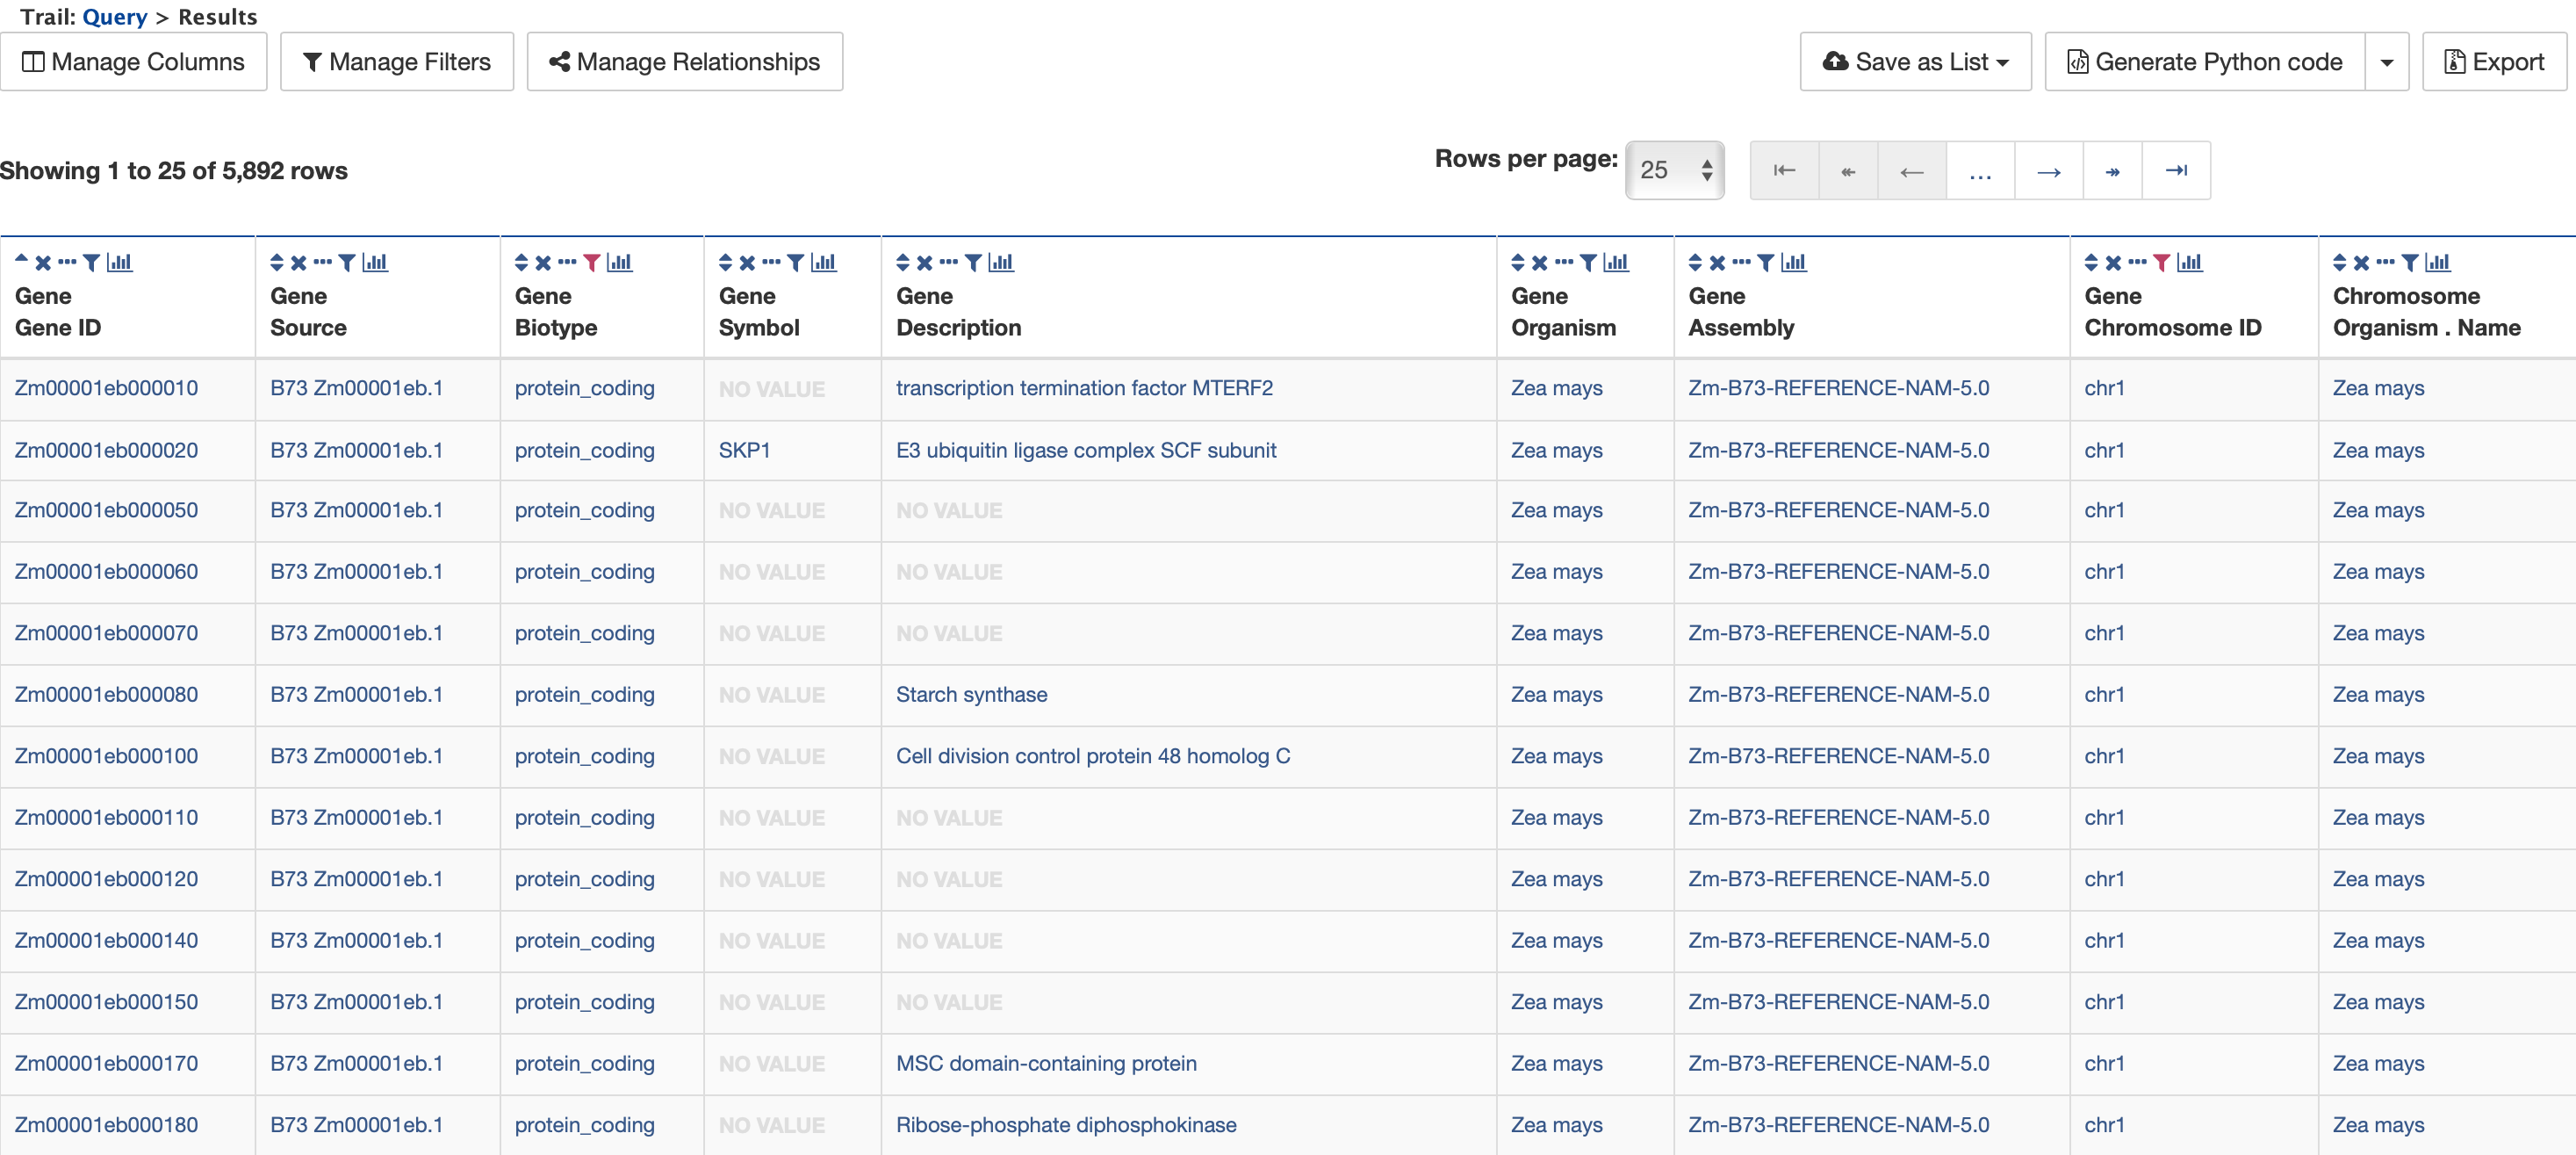 Trail: Query > Results
Manage Columns Manage Filters Manage Relationships Save as List Generate Python code Export
Showing 1 to 25 of 5,892 rows Rows per page: 25 ...
Gene Gene Gene Gene Gene Gene Gene Gene Chromosome
Gene ID Source Biotype Symbol Description Organism Assembly Chromosome ID Organism . Name
Zm00001eb000010 B73 Zm00001eb.1 protein_coding NO VALUE transcription termination factor MTERF2 Zea mays Zm-B73-REFERENCE-NAM-5.0 chr1 Zea mays
Zm00001eb000020 B73 Zm00001eb.1 protein_coding SKP1 E3 ubiquitin ligase complex SCF subunit Zea mays Zm-B73-REFERENCE-NAM-5.0 chr1 Zea mays
Zm00001eb000050 B73 Zm00001eb.1 protein_coding NO VALUE NO VALUE Zea mays Zm-B73-REFERENCE-NAM-5.0 chr1 Zea mays
Zm00001eb000060 B73 Zm00001eb.1 protein_coding NO VALUE NO VALUE Zea mays Zm-B73-REFERENCE-NAM-5.0 chr1 Zea mays
Zm00001eb000070 B73 Zm00001eb.1 protein_coding NO VALUE NO VALUE Zea mays Zm-B73-REFERENCE-NAM-5.0 chr1 Zea mays
Zm00001eb000080 B73 Zm00001eb.1 protein_coding NO VALUE Starch synthase Zea mays Zm-B73-REFERENCE-NAM-5.0 chr1 Zea mays
Zm00001eb000100 B73 Zm00001eb.1 protein_coding NO VALUE Cell division control protein 48 homolog C Zea mays Zm-B73-REFERENCE-NAM-5.0 chr1 Zea mays
Zm00001eb000110 B73 Zm00001eb.1 protein_coding NO VALUE NO VALUE Zea mays Zm-B73-REFERENCE-NAM-5.0 chr1 Zea mays
Zm00001eb000120 B73 Zm00001eb.1 protein_coding NO VALUE NO VALUE Zea mays Zm-B73-REFERENCE-NAM-5.0 chr1 Zea mays
Zm00001eb000140 B73 Zm00001eb.1 protein_coding NO VALUE NO VALUE Zea mays Zm-B73-REFERENCE-NAM-5.0 chr1 Zea mays
Zm00001eb000150 B73 Zm00001eb.1 protein_coding NO VALUE NO VALUE Zea mays Zm-B73-REFERENCE-NAM-5.0 chr1 Zea mays
Zm00001eb000170 B73 Zm00001eb.1 protein_coding NO VALUE MSC domain-containing protein Zea mays Zm-B73-REFERENCE-NAM-5.0 chr1 Zea mays
Zm00001eb000180 B73 Zm00001eb.1 protein_coding NO VALUE Ribose-phosphate diphosphokinase Zea mays Zm-B73-REFERENCE-NAM-5.0 chr1 Zea mays